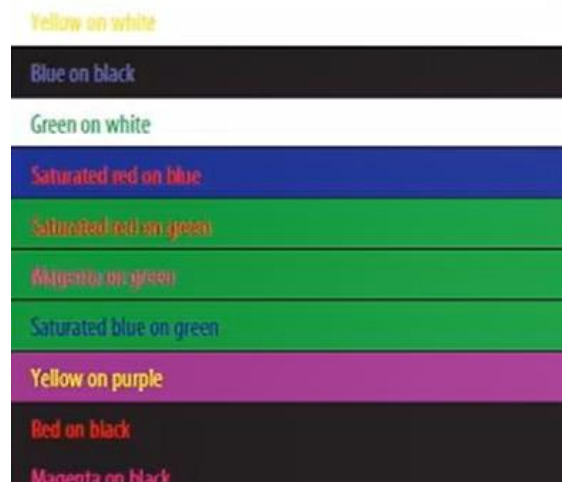 Yellow on white
Blue on black
Green on white
Saturated red on blue
Saturated red on green
Magenta on green
Saturated blue on green
Yellow on purple
Red on black
Magenta on black